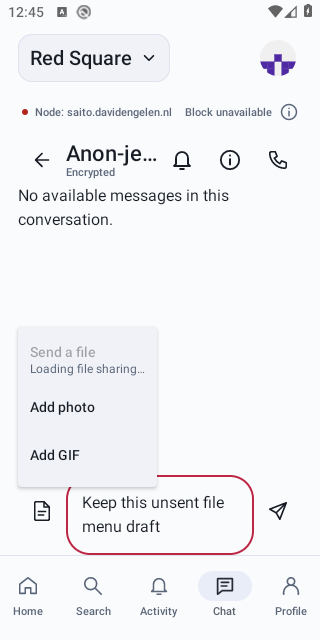 12:45
Red Square
Node: saito.davidengelen.nl Block unavailable
Anon-je...
Encrypted
No available messages in this
conversation.
Send a file
Loading file sharing...
Add photo
Add GIF
Keep this unsent file
menu draft
Home Search Activity Chat Profile